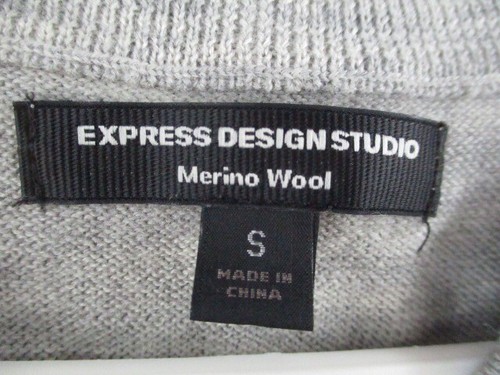 EXPRESS DESIGN STUDIO
Merino Wool
S
MADE IN
CHINA